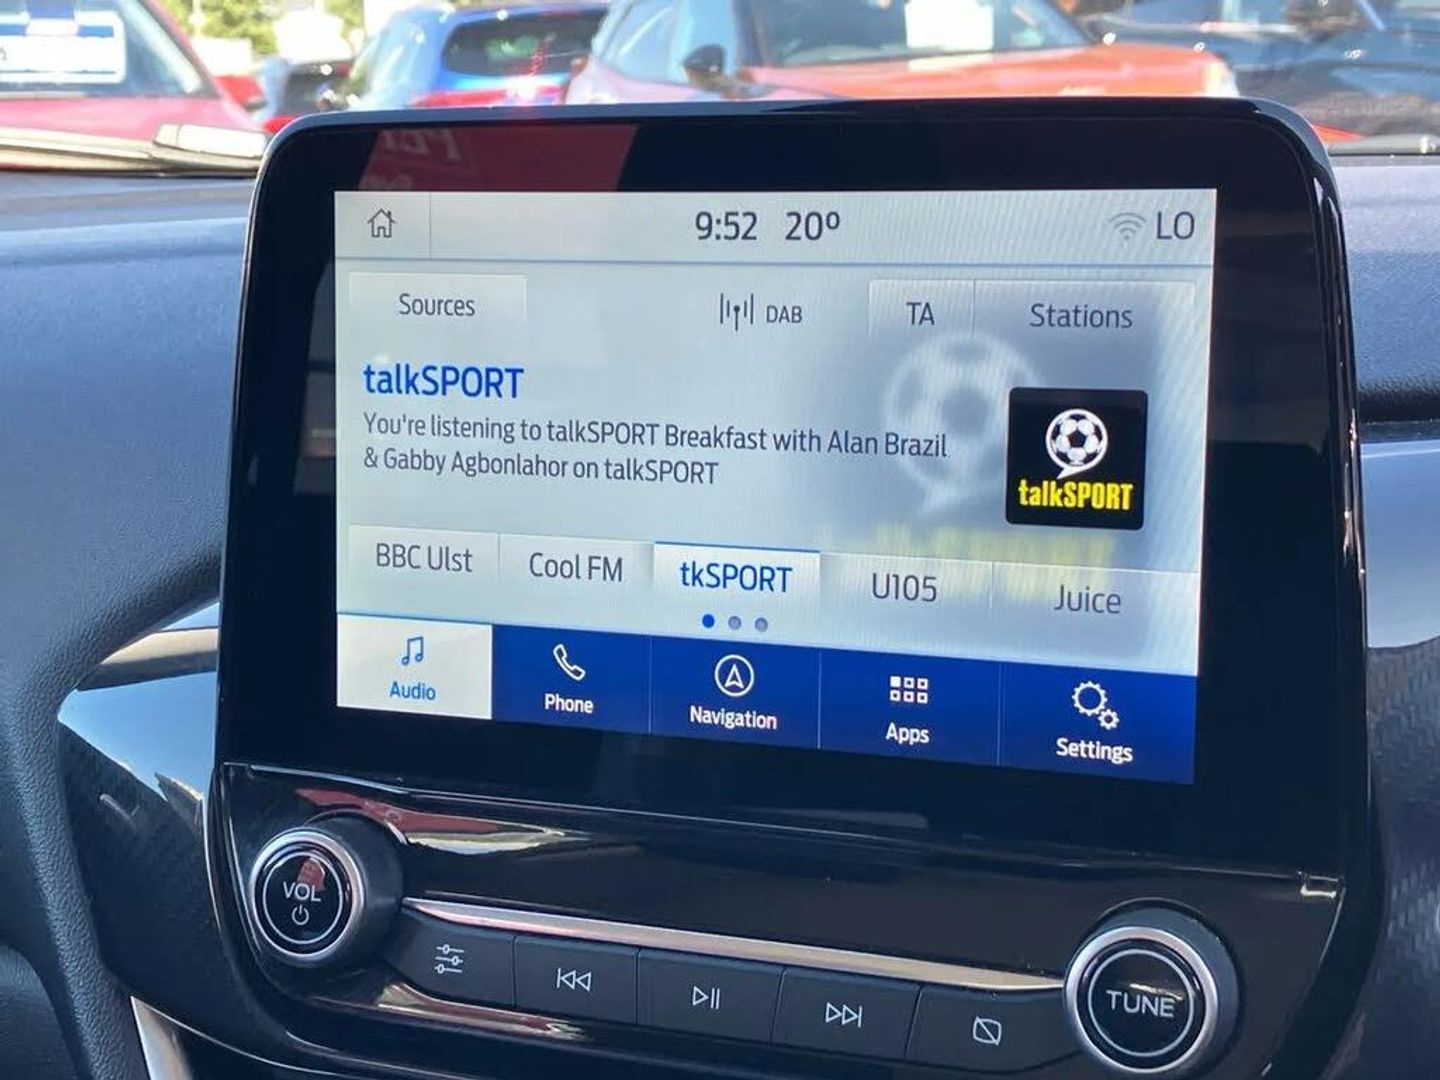 9:52 20º LO
Sources DAB TA Stations
talkSPORT
You're listening to talkSPORT Breakfast with Alan Brazil
& Gabby Agbonlahor on talkSPORT
talkSPORT
BBC Ulst Cool FM tkSPORT U105 Juice
Audio Phone Navigation Apps Settings
VOL
TUNE